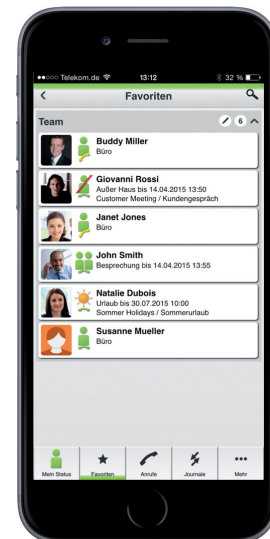 Telekom.de 13:12 32 %
Favoriten
Team 6
Buddy Miller
Büro
Giovanni Rossi
Außer Haus bis 14.04.2015 13:50
Customer Meeting / Kundengespräch
Janet Jones
Büro
John Smith
Besprechung bis 14.04.2015 13:55
Natalie Dubois
Urlaub bis 30.07.2015 10:00
Sommer Holidays / Sommerurlaub
Susanne Mueller
Büro
Mein Status Favoriten Anrufe Journale Mehr